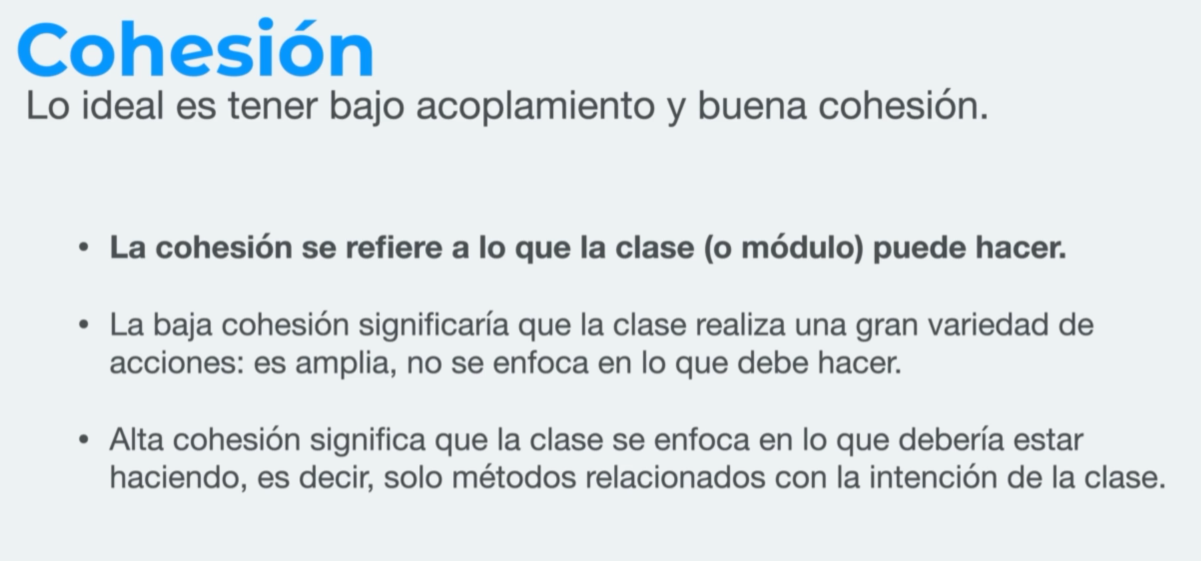 Cohesión
Lo ideal es tener bajo acoplamiento y buena cohesión.
• La cohesión se refiere a lo que la clase (o módulo) puede hacer.
• La baja cohesión significaría que la clase realiza una gran variedad de
acciones: es amplia, no se enfoca en lo que debe hacer.
• Alta cohesión significa que la clase se enfoca en lo que debería estar
haciendo, es decir, solo métodos relacionados con la intención de la clase.